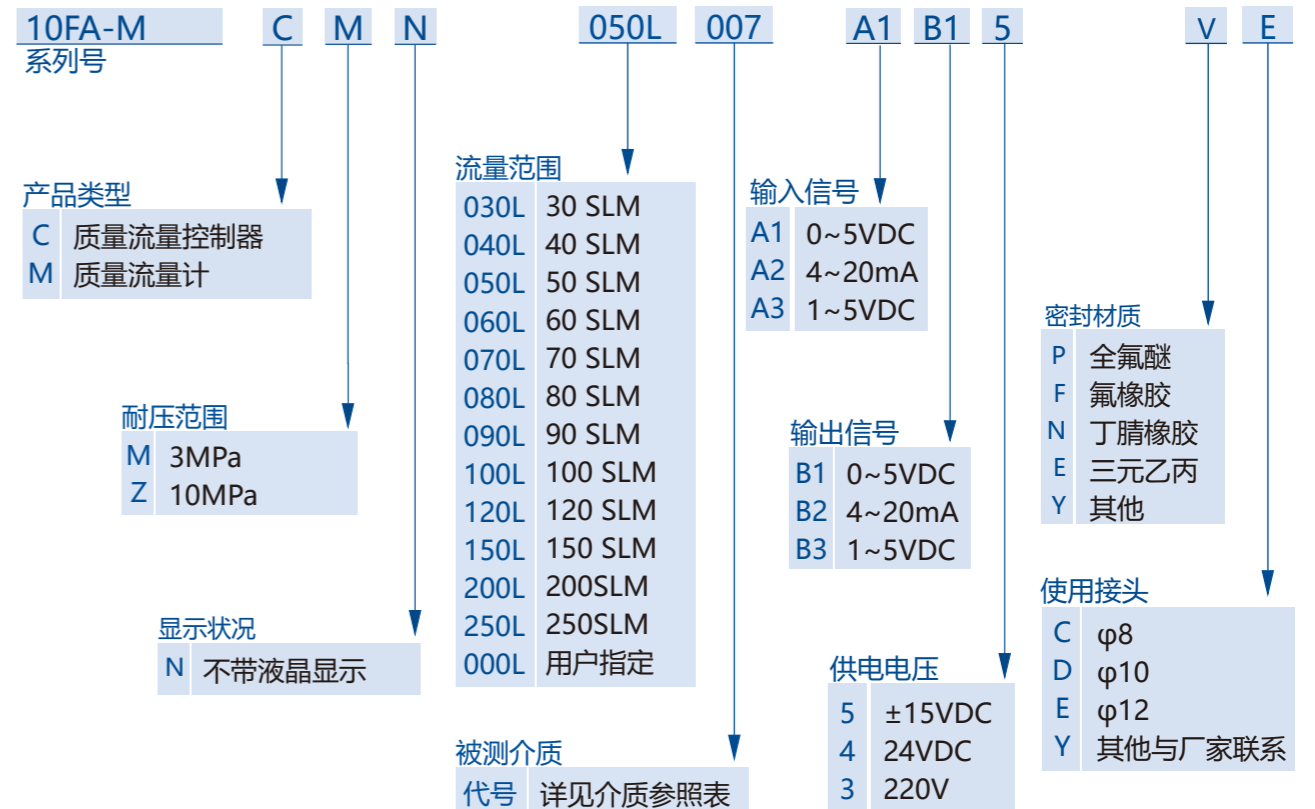 10FA-M C M N 050L 007 A1 B1 5 V E
系列号
产品类型
C 质量流量控制器
M 质量流量计
耐压范围
M 3MPa
Z 10MPa
显示状况
N 不带液晶显示
流量范围
030L 30 SLM
040L 40 SLM
050L 50 SLM
060L 60 SLM
070L 70 SLM
080L 80 SLM
090L 90 SLM
100L 100 SLM
120L 120 SLM
150L 150 SLM
200L 200SLM
250L 250SLM
000L 用户指定
被测介质
代号 详见介质参照表
输入信号
A1 0~5VDC
A2 4~20mA
A3 1~5VDC
输出信号
B1 0~5VDC
B2 4~20mA
B3 1~5VDC
供电电压
5 ±15VDC
4 24VDC
3 220V
密封材质
P 全氟醚
F 氟橡胶
N 丁腈橡胶
E 三元乙丙
Y 其他
使用接头
C φ8
D φ10
E φ12
Y 其他与厂家联系